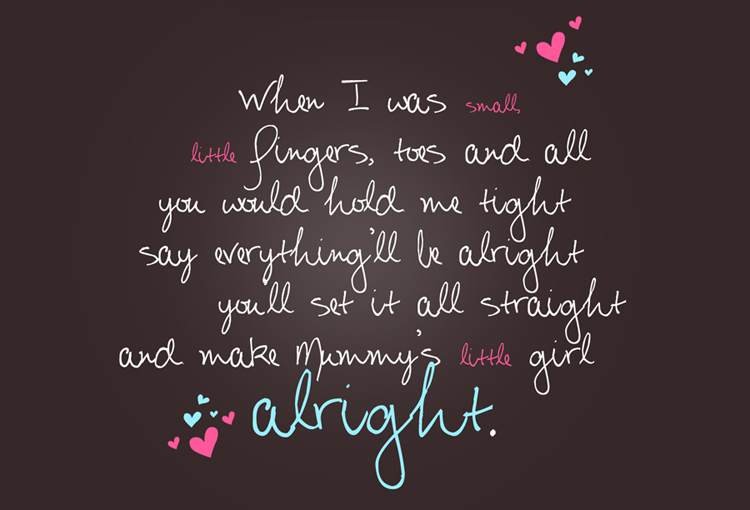 When I was small,
little fingers, toes and all
you would hold me tight
say everything'll be alright
you'll set it all straight
and make Mummy's little girl
alright.